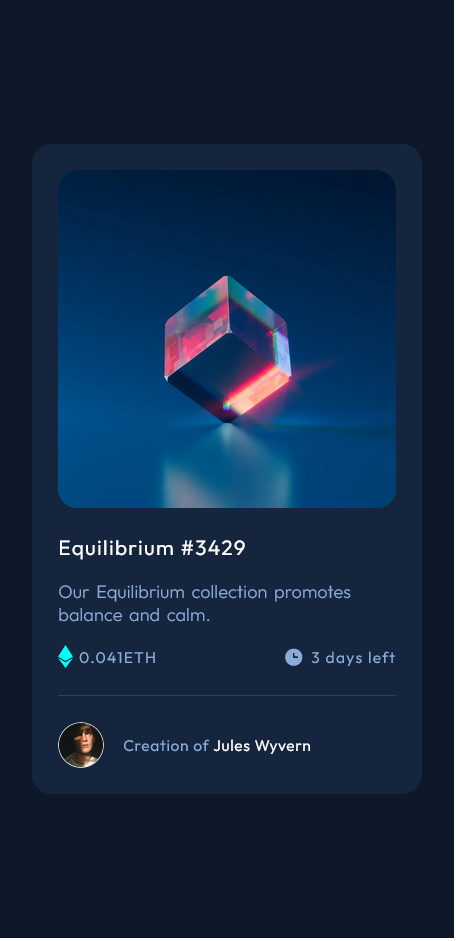 Equilibrium #3429
Our Equilibrium collection promotes
balance and calm.
0.041ETH
3 days left
Creation of Jules Wyvern